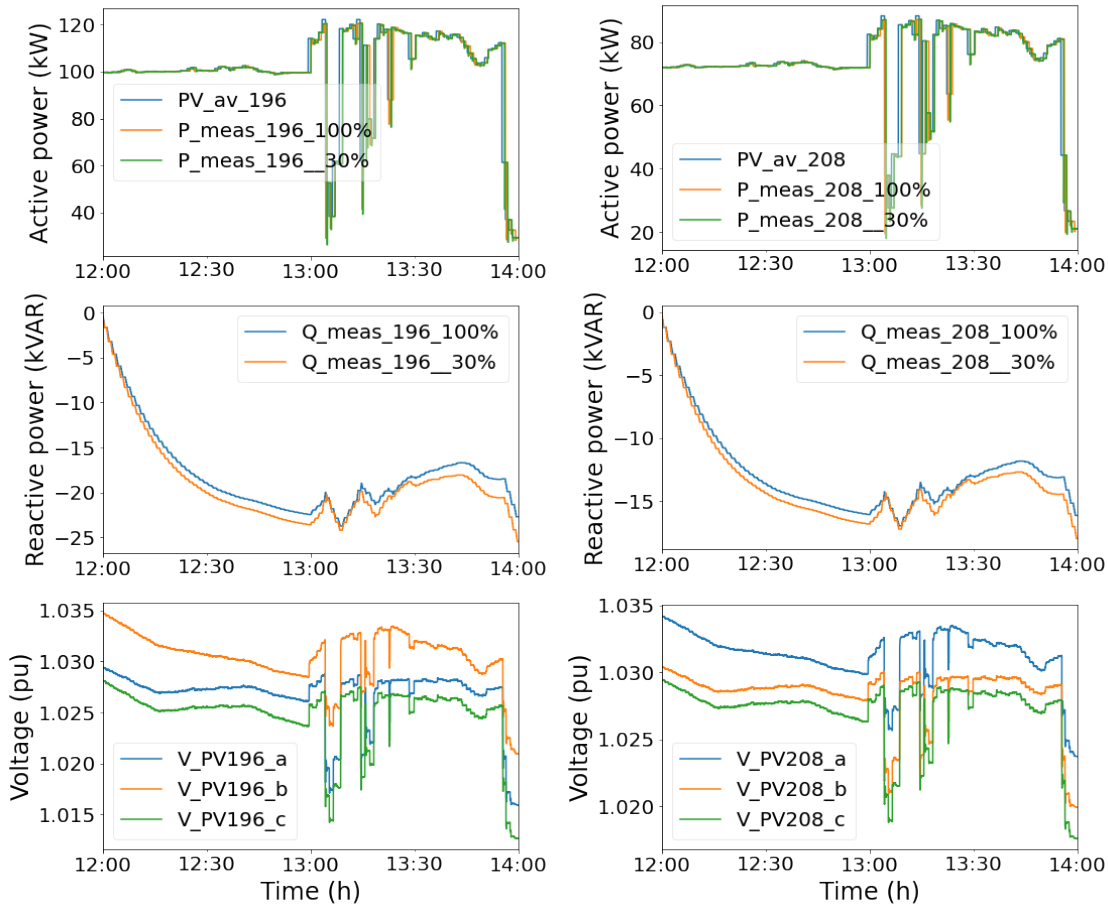 Active power (kW)
120
100
80
60
40
PV_av_196
P_meas_196_100%
P_meas_196__30%
12:00 12:30 13:00 13:30 14:00
Active power (kW)
80
60
40
20
PV_av_208
P_meas_208_100%
P_meas_208__30%
12:00 12:30 13:00 13:30 14:00
Reactive power (kVAR)
0
−5
−10
−15
−20
−25
Q_meas_196_100%
Q_meas_196__30%
12:00 12:30 13:00 13:30 14:00
Reactive power (kVAR)
0
−5
−10
−15
Q_meas_208_100%
Q_meas_208__30%
12:00 12:30 13:00 13:30 14:00
Voltage (pu)
1.035
1.030
1.025
1.020
1.015
V_PV196_a
V_PV196_b
V_PV196_c
12:00 12:30 13:00 13:30 14:00
Time (h)
Voltage (pu)
1.035
1.030
1.025
1.020
V_PV208_a
V_PV208_b
V_PV208_c
12:00 12:30 13:00 13:30 14:00
Time (h)